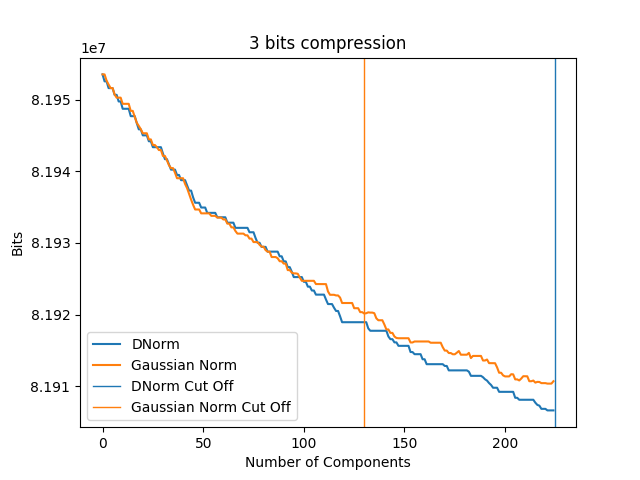 3 bits compression
1e7
8.195
8.194
8.193
8.192
8.191
Bits
DNorm
Gaussian Norm
DNorm Cut Off
Gaussian Norm Cut Off
0 50 100 150 200
Number of Components